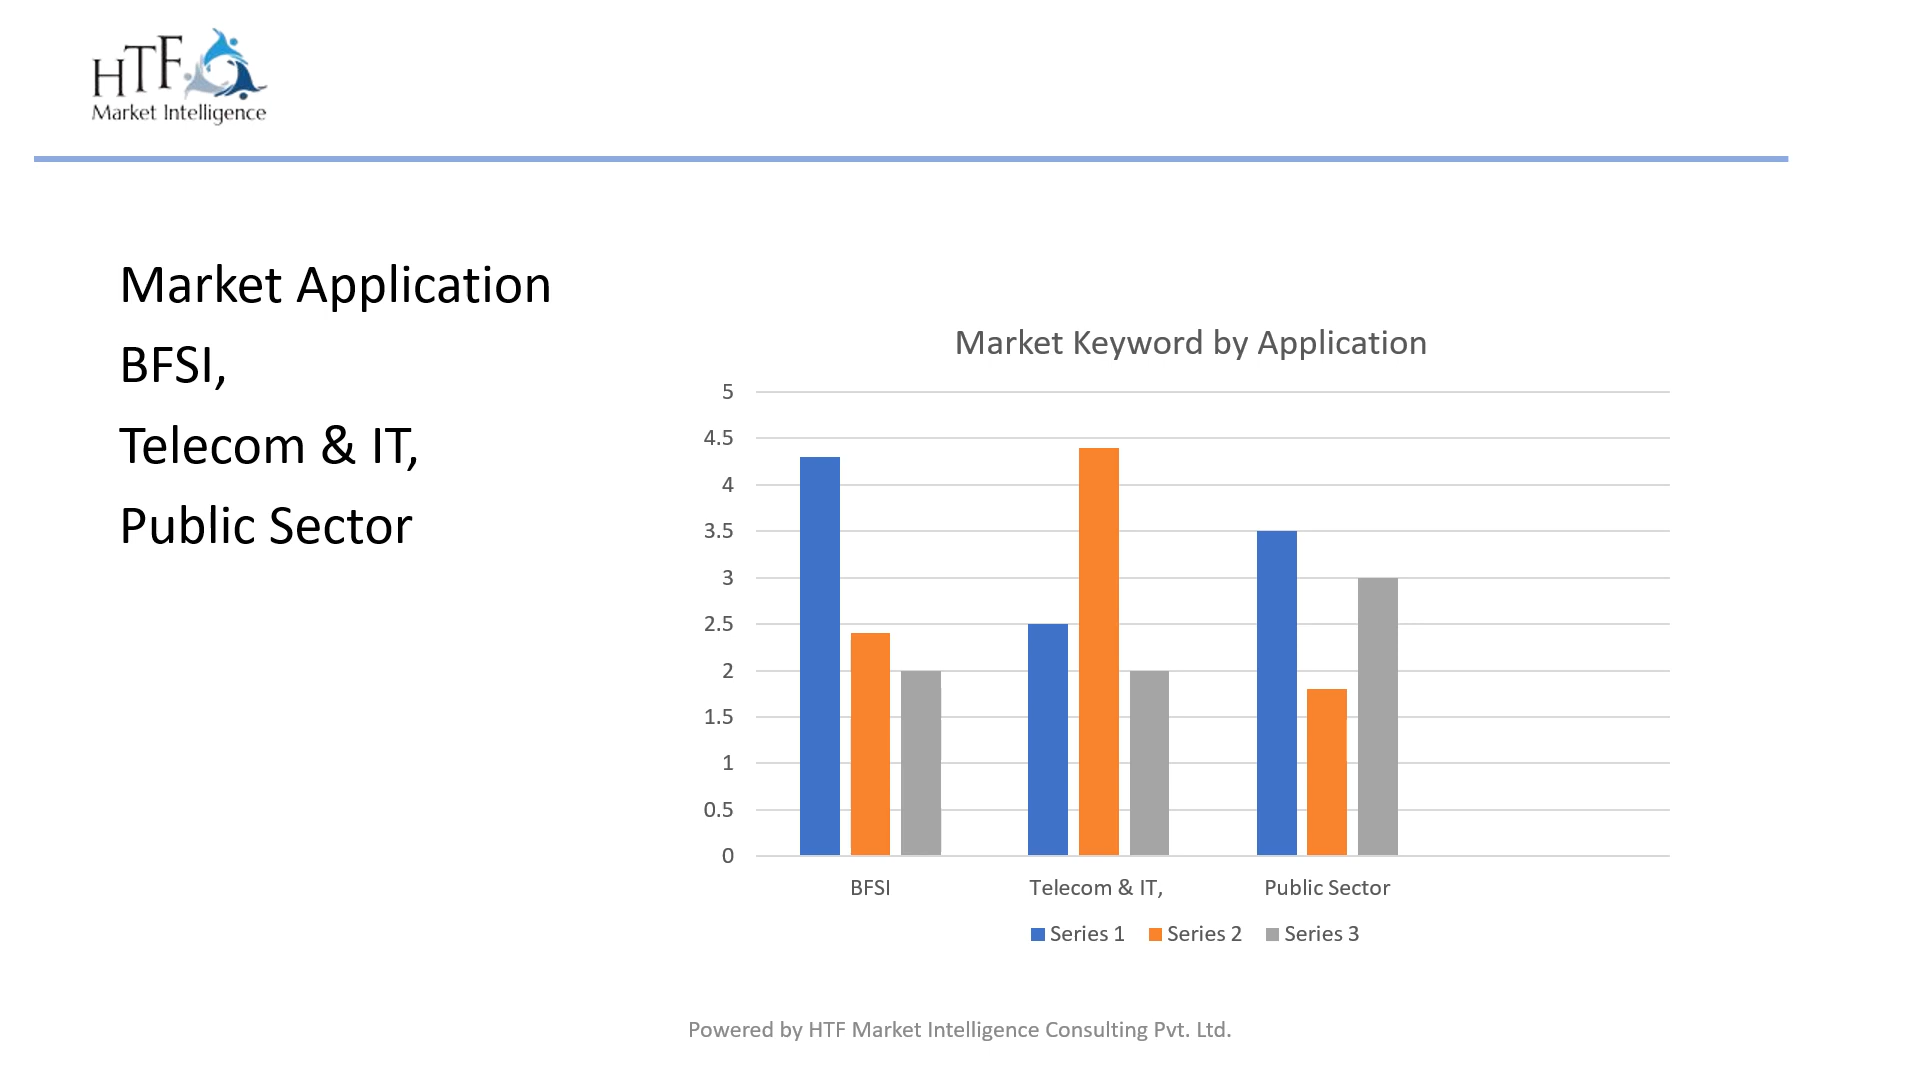 HTF
Market Intelligence
Market Application
BFSI,
Telecom & IT,
Public Sector
Market Keyword by Application
5
4.5
4
3.5
3
2.5
2
1.5
1
0.5
0
BFSI
Telecom & IT,
Public Sector
Series 1
Series 2
Series 3
Powered by HTF Market Intelligence Consulting Pvt. Ltd.